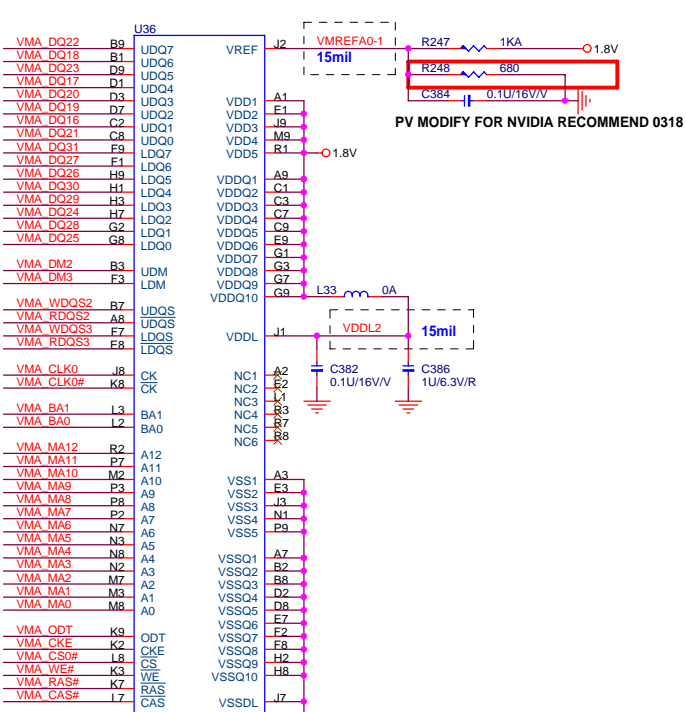 U36
VMA_DQ22 B9 UDQ7
VMA_DQ18 B1 UDQ6
VMA_DQ23 D9 UDQ5
VMA_DQ17 D1 UDQ4
VMA_DQ20 D3 UDQ3
VMA_DQ19 D7 UDQ2
VMA_DQ16 C2 UDQ1
VMA_DQ21 C8 UDQ0
VMA_DQ31 F9 LDQ7
VMA_DQ27 F1 LDQ6
VMA_DQ26 H9 LDQ5
VMA_DQ30 H1 LDQ4
VMA_DQ29 H3 LDQ3
VMA_DQ24 H7 LDQ2
VMA_DQ28 G2 LDQ1
VMA_DQ25 G8 LDQ0
VMA_DM2 B3 UDM
VMA_DM3 F3 LDM
VMA_WDQS2 B7 UDQS
VMA_RDQS2 A8 UDQS
VMA_WDQS3 F7 LDQS
VMA_RDQS3 E8 LDQS
VMA_CLK0 J8 CK
VMA_CLK0# K8 CK
VMA_BA1 L3 BA1
VMA_BA0 L2 BA0
VMA_MA12 R2 A12
VMA_MA11 P7 A11
VMA_MA10 M2 A10
VMA_MA9 P3 A9
VMA_MA8 P8 A8
VMA_MA7 P2 A7
VMA_MA6 N7 A6
VMA_MA5 N3 A5
VMA_MA4 N8 A4
VMA_MA3 N2 A3
VMA_MA2 M7 A2
VMA_MA1 M3 A1
VMA_MA0 M8 A0
VMA_ODT K9 ODT
VMA_CKE K2 CKE
VMA_CS0# L8 CS
VMA_WE# K3 WE
VMA_RAS# K7 RAS
VMA_CAS# L7 CAS
VREF J2 VMREFA0-1
15mil
R247 1KA 1.8V
R248 680
C384 0.1U/16V/V
PV MODIFY FOR NVIDIA RECOMMEND 0318
VDD1 A1
VDD2 E1
VDD3 J9
VDD4 M9
VDD5 R1 1.8V
VDDQ1 A9
VDDQ2 C1
VDDQ3 C3
VDDQ4 C7
VDDQ5 C9
VDDQ6 E9
VDDQ7 G1
VDDQ8 G3
VDDQ9 G7
VDDQ10 G9
L33 0A
VDDL J1 VDDL2 15mil
C382
0.1U/16V/V
C386
1U/6.3V/R
NC1 A2
NC2 E2
NC3 L1
NC4 R3
NC5 R7
NC6 R8
VSS1 A3
VSS2 E3
VSS3 J3
VSS4 N1
VSS5 P9
VSSQ1 A7
VSSQ2 B2
VSSQ3 B8
VSSQ4 D2
VSSQ5 D8
VSSQ6 E7
VSSQ7 F2
VSSQ8 F8
VSSQ9 H2
VSSQ10 H8
VSSDL J7